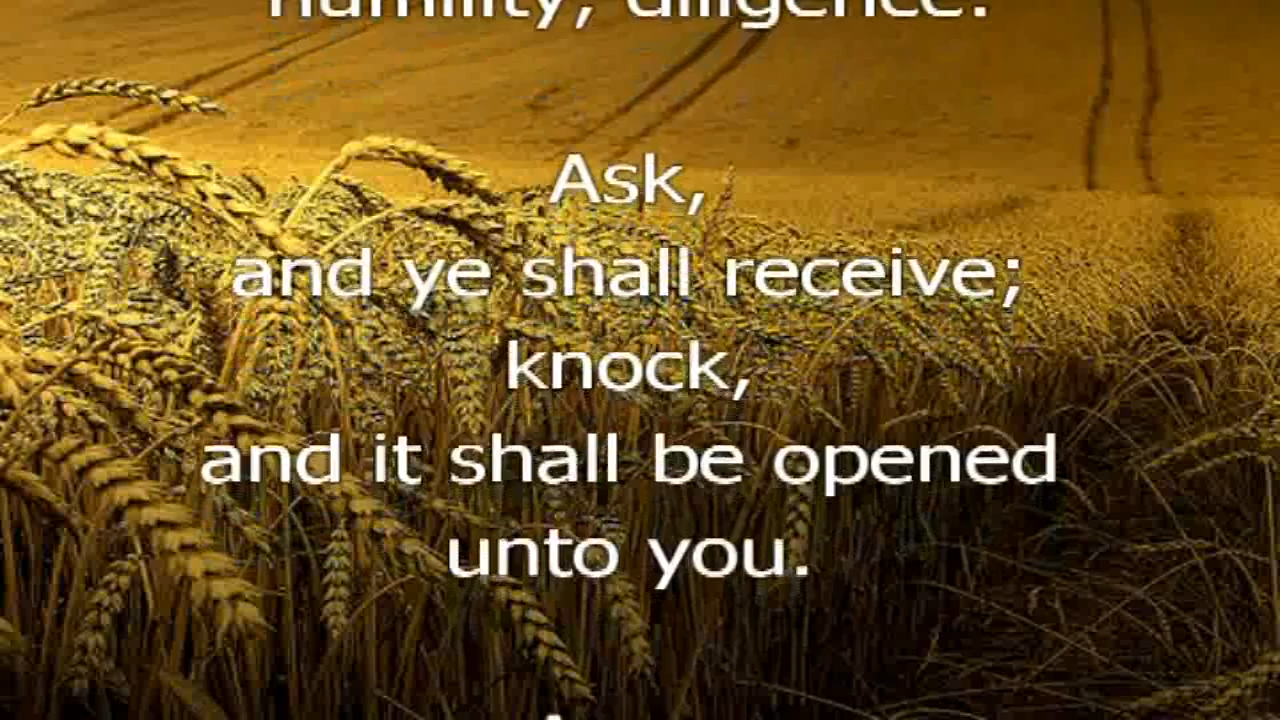 humility, diligence.
Ask,
and ye shall receive;
knock,
and it shall be opened
unto you.